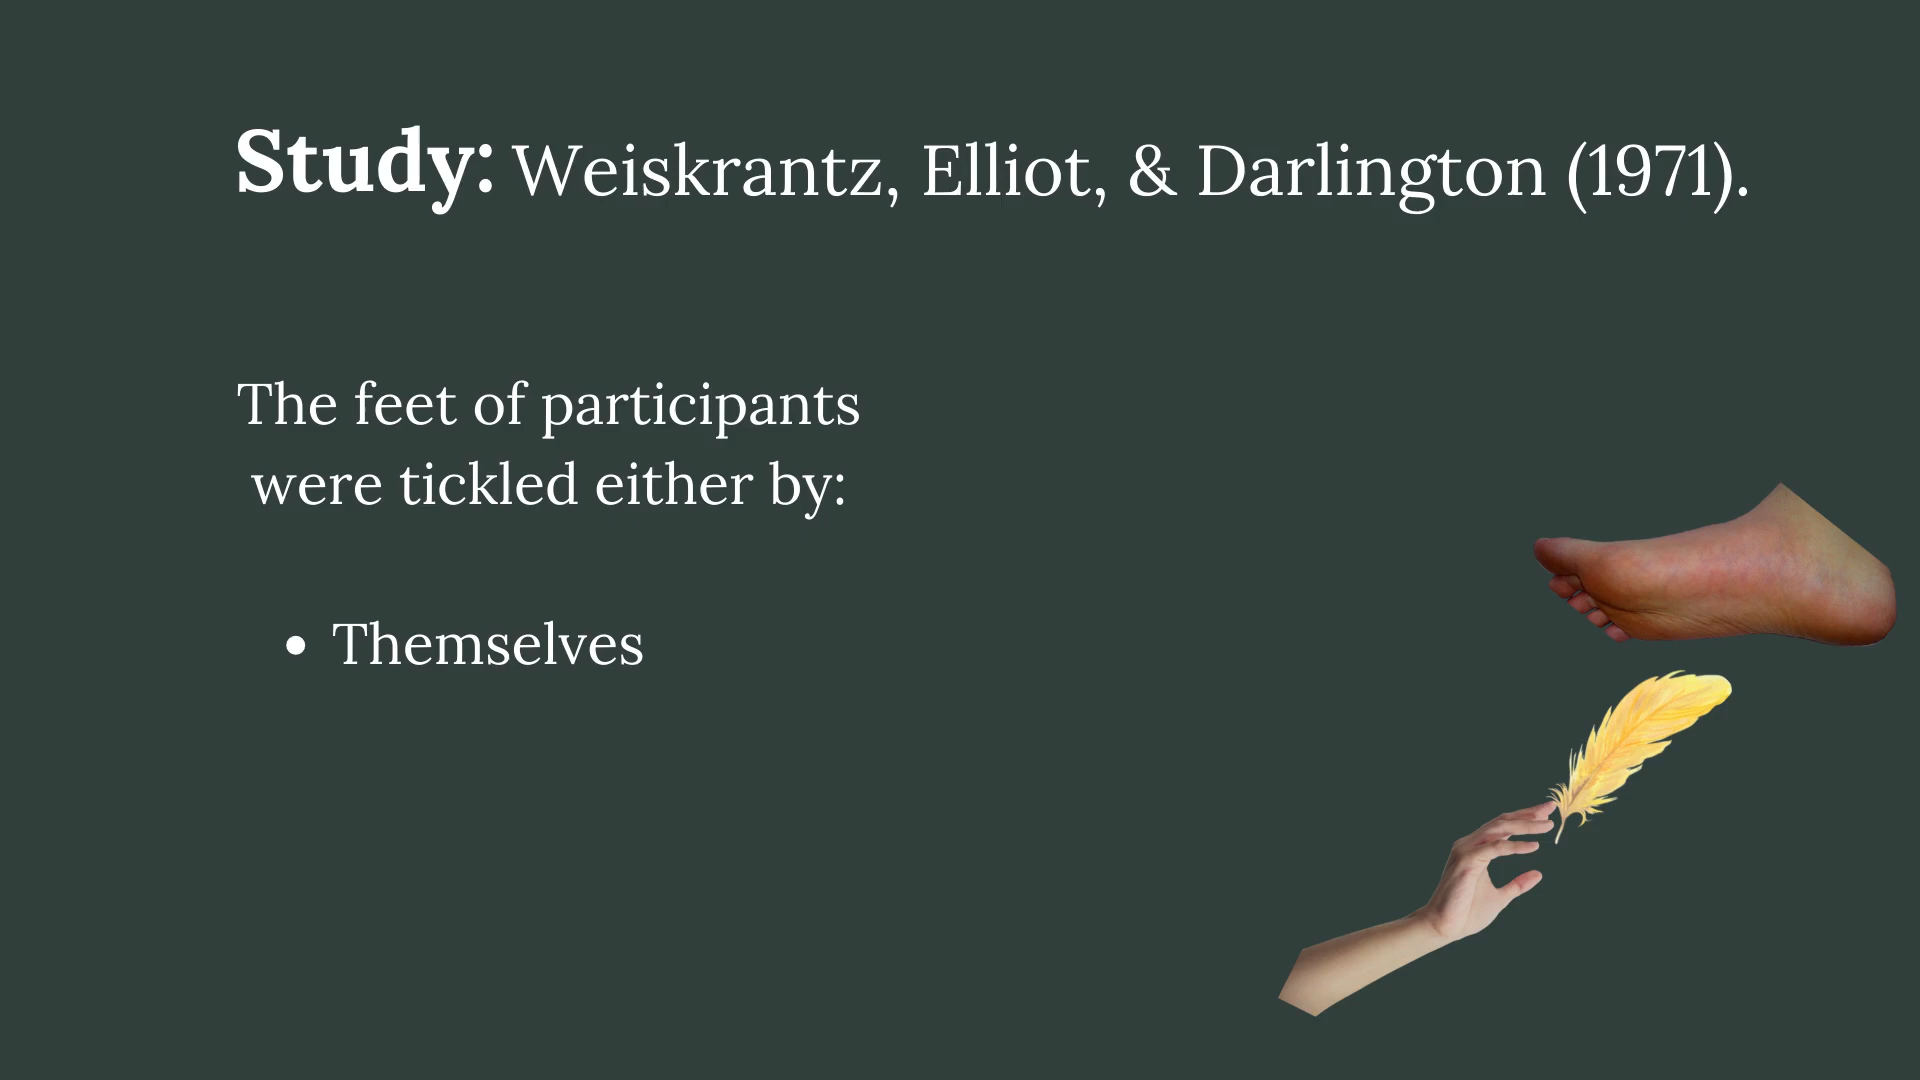 Study: Weiskrantz, Elliot, & Darlington (1971).
The feet of participants
were tickled either by:
• Themselves